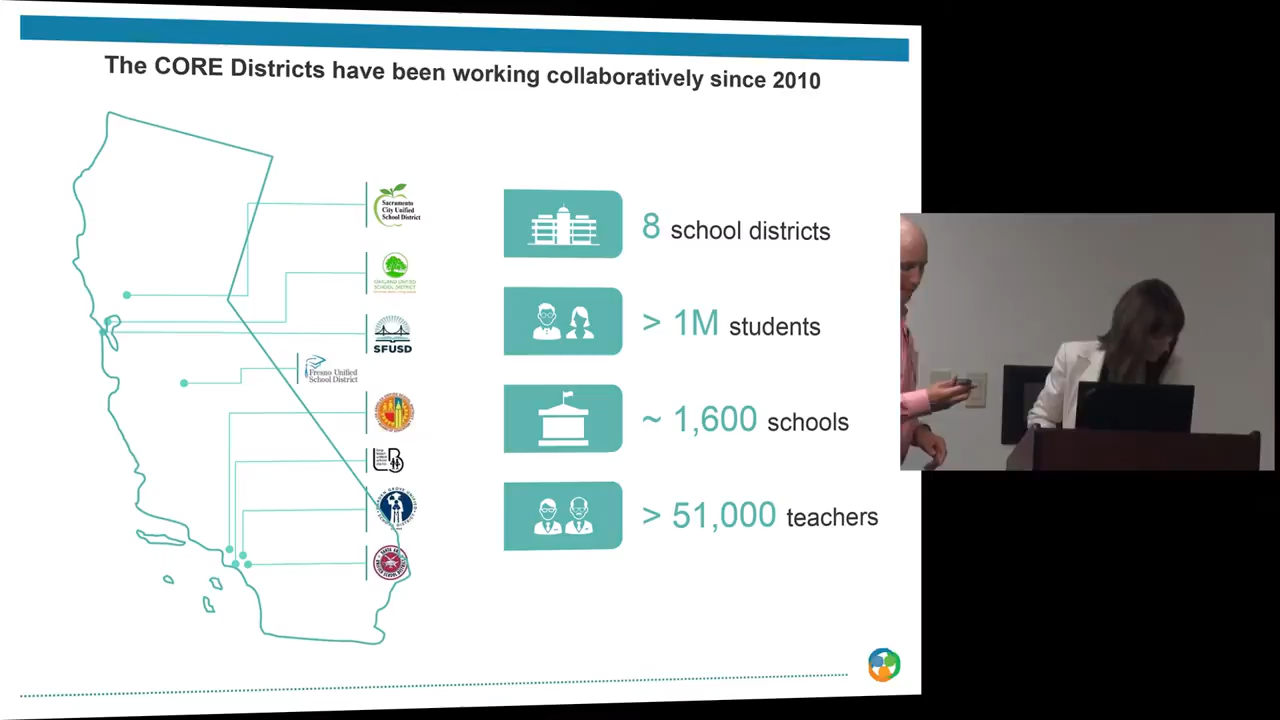 The CORE Districts have been working collaboratively since 2010
Sacramento
City Unified
School District
OAKLAND UNIFIED
SCHOOL DISTRICT
SFUSD
Fresno Unified
School District
8 school districts
> 1M students
~ 1,600 schools
> 51,000 teachers